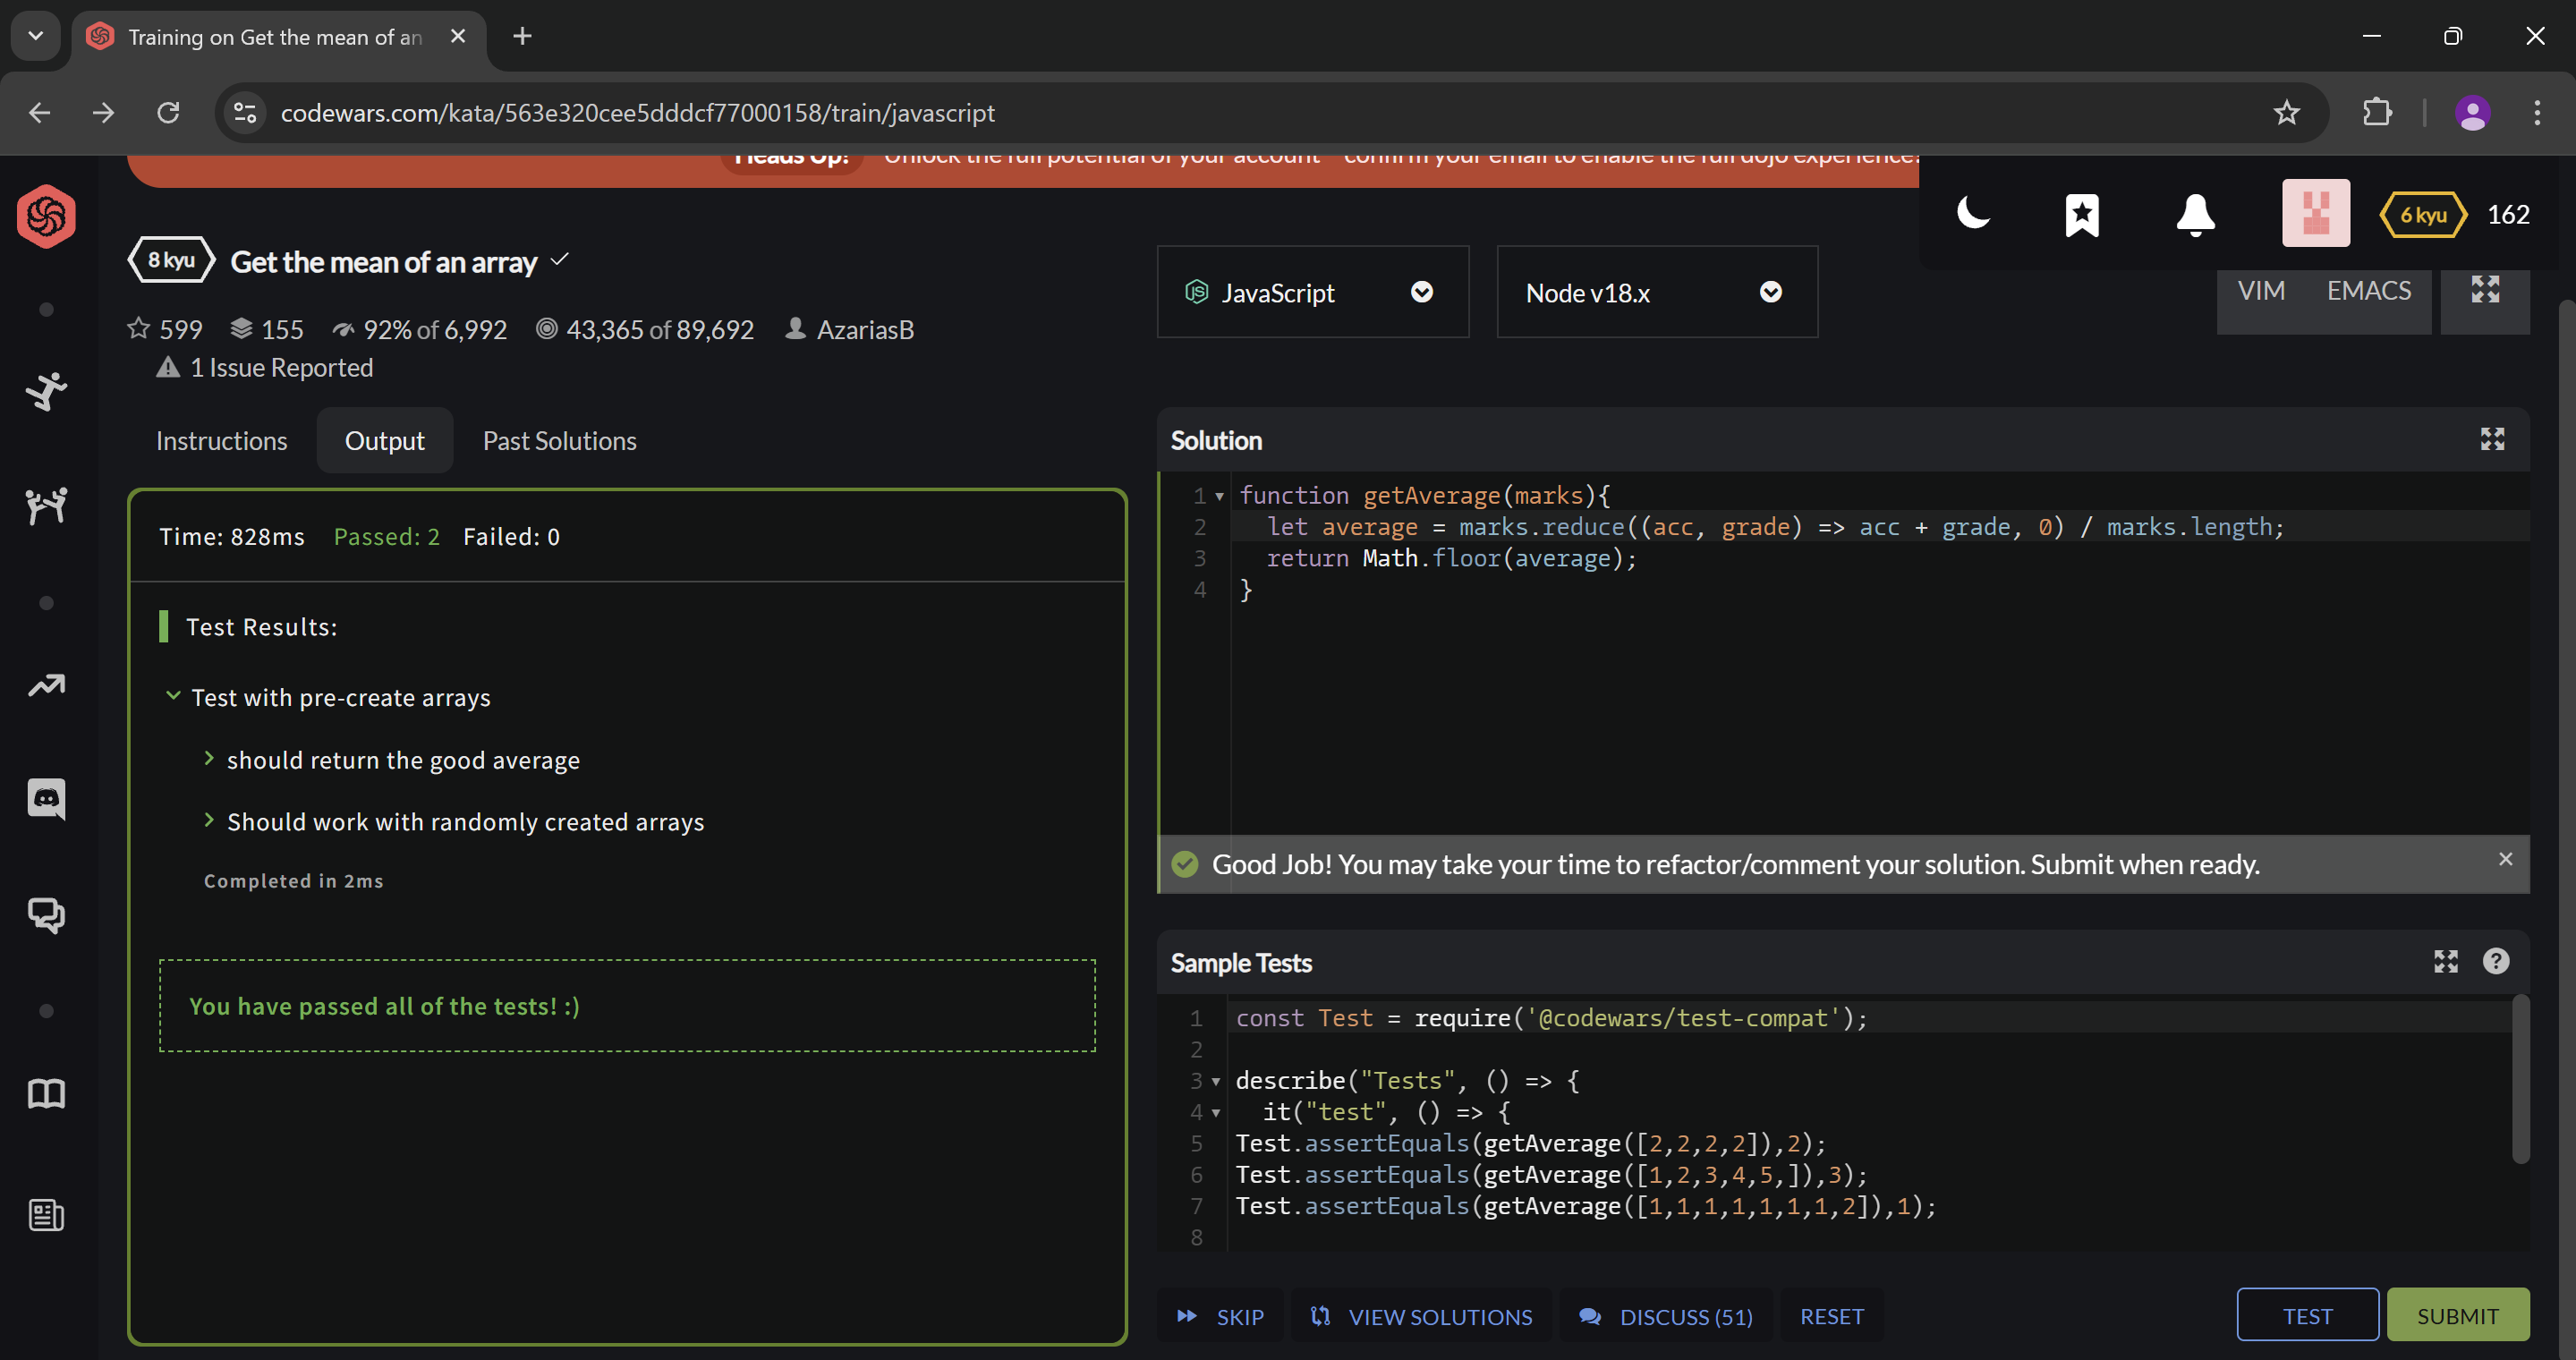 Training on Get the mean of an
codewars.com/kata/563e320cee5dddcf77000158/train/javascript
Heads Up! Unlock the full potential of your account - confirm your email to enable the full dojo experience.
6 kyu 162
8 kyu Get the mean of an array
JavaScript
Node v18.x
VIM EMACS
599 155 92% of 6,992 43,365 of 89,692 AzariasB
1 Issue Reported
Instructions Output Past Solutions
Time: 828ms Passed: 2 Failed: 0
Test Results:
Test with pre-create arrays
should return the good average
Should work with randomly created arrays
Completed in 2ms
You have passed all of the tests! :)
Solution
1 function getAverage(marks){
2 let average = marks.reduce((acc, grade) => acc + grade, 0) / marks.length;
3 return Math.floor(average);
4 }
Good Job! You may take your time to refactor/comment your solution. Submit when ready.
Sample Tests
1 const Test = require('@codewars/test-compat');
2
3 describe("Tests", () => {
4 it("test", () => {
5 Test.assertEquals(getAverage([2,2,2,2]),2);
6 Test.assertEquals(getAverage([1,2,3,4,5,]),3);
7 Test.assertEquals(getAverage([1,1,1,1,1,1,1,2]),1);
8
SKIP VIEW SOLUTIONS DISCUSS (51) RESET TEST SUBMIT